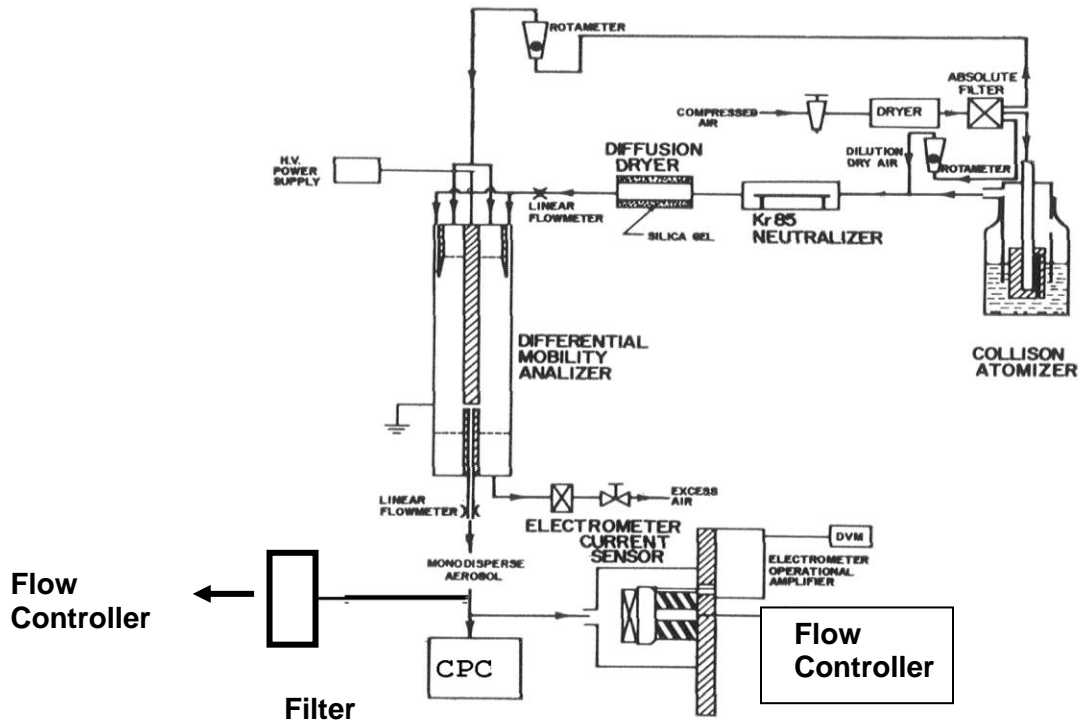 ROTAMETER
ABSOLUTE
FILTER
COMPRESSED
AIR
DRYER
DILUTION
DRY AIR
ROTAMETER
H.V.
POWER
SUPPLY
DIFFUSION
DRYER
LINEAR
FLOWMETER
SILICA GEL
Kr 85
NEUTRALIZER
DIFFERENTIAL
MOBILITY
ANALIZER
COLLISON
ATOMIZER
LINEAR
FLOWMETER
EXCESS
AIR
ELECTROMETER
CURRENT
SENSOR
DVM
ELECTROMETER
OPERATIONAL
AMPLIFIER
MONODISPERSE
AEROSOL
Flow
Controller
Flow
Controller
CPC
Filter